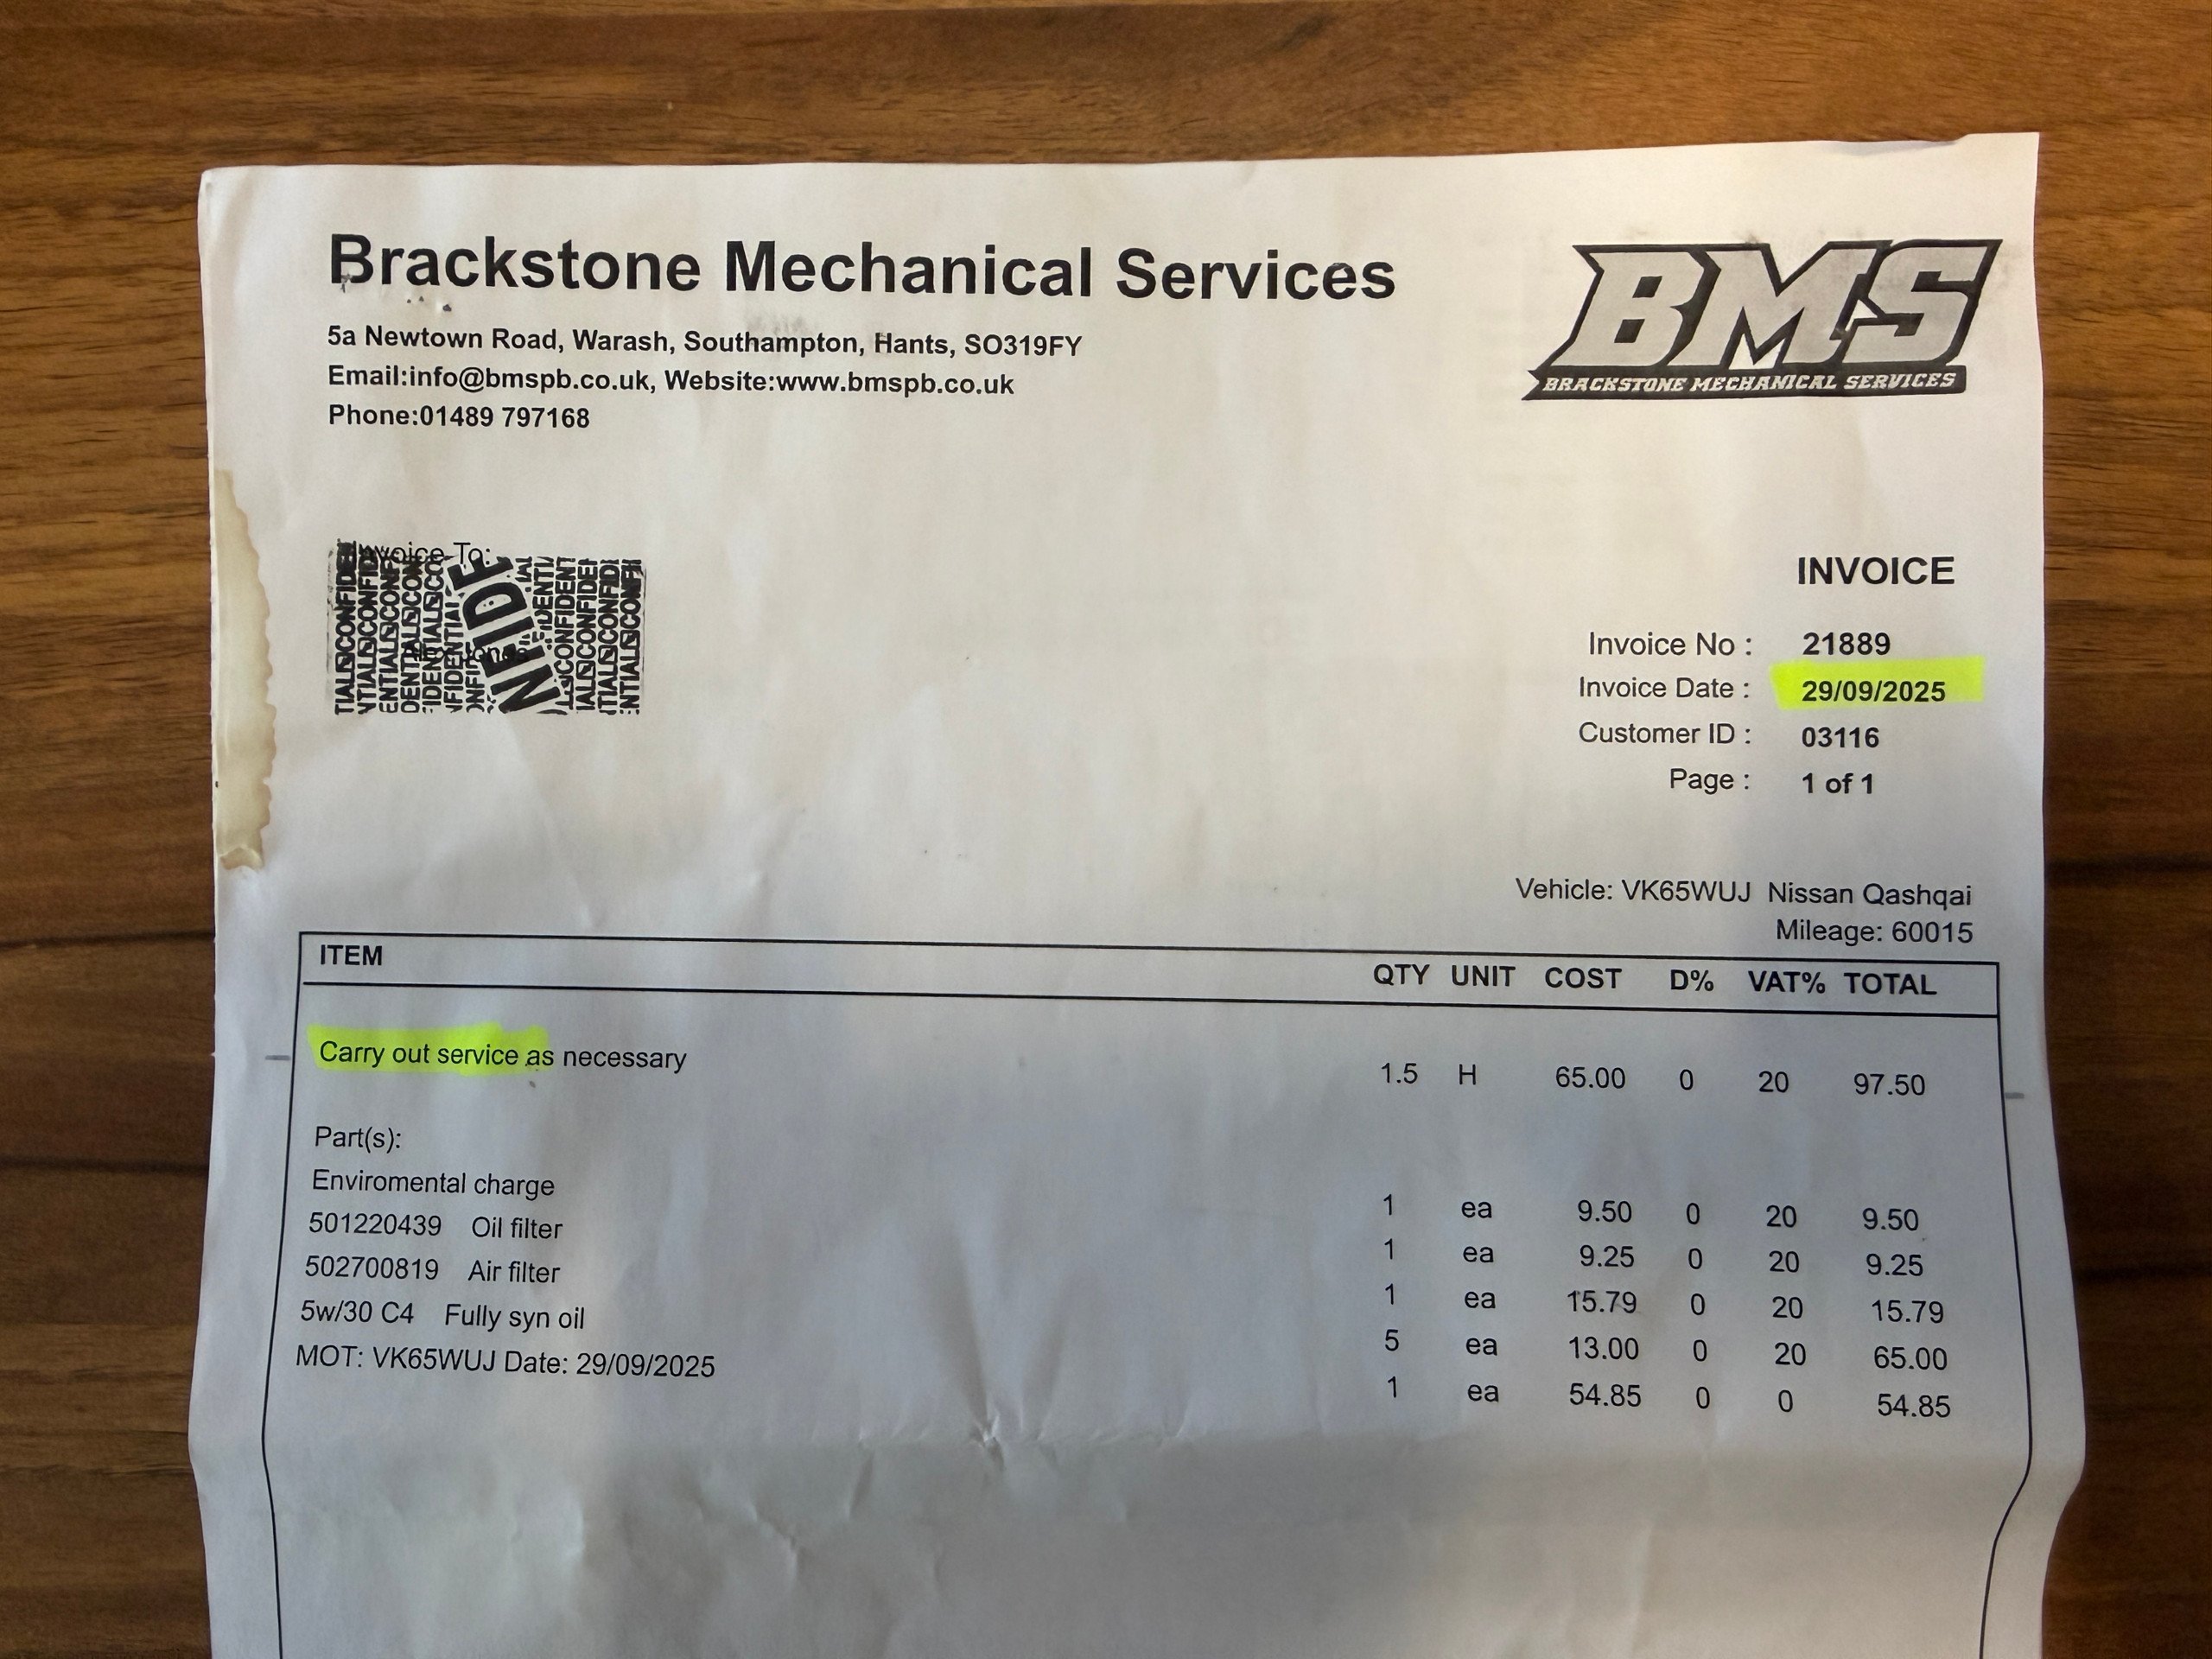 Brackstone Mechanical Services
BMS
BRACKSTONE MECHANICAL SERVICES
5a Newtown Road, Warash, Southampton, Hants, SO319FY
Email:info@bmspb.co.uk, Website:www.bmspb.co.uk
Phone:01489 797168
Invoice To:
INVOICE
Invoice No : 21889
Invoice Date : 29/09/2025
Customer ID : 03116
Page : 1 of 1
Vehicle: VK65WUJ Nissan Qashqai
Mileage: 60015
ITEM QTY UNIT COST D% VAT% TOTAL
Carry out service as necessary 1.5 H 65.00 0 20 97.50
Part(s):
Enviromental charge 1 ea 9.50 0 20 9.50
501220439 Oil filter 1 ea 9.25 0 20 9.25
502700819 Air filter 1 ea 15.79 0 20 15.79
5w/30 C4 Fully syn oil 5 ea 13.00 0 20 65.00
MOT: VK65WUJ Date: 29/09/2025 1 ea 54.85 0 0 54.85